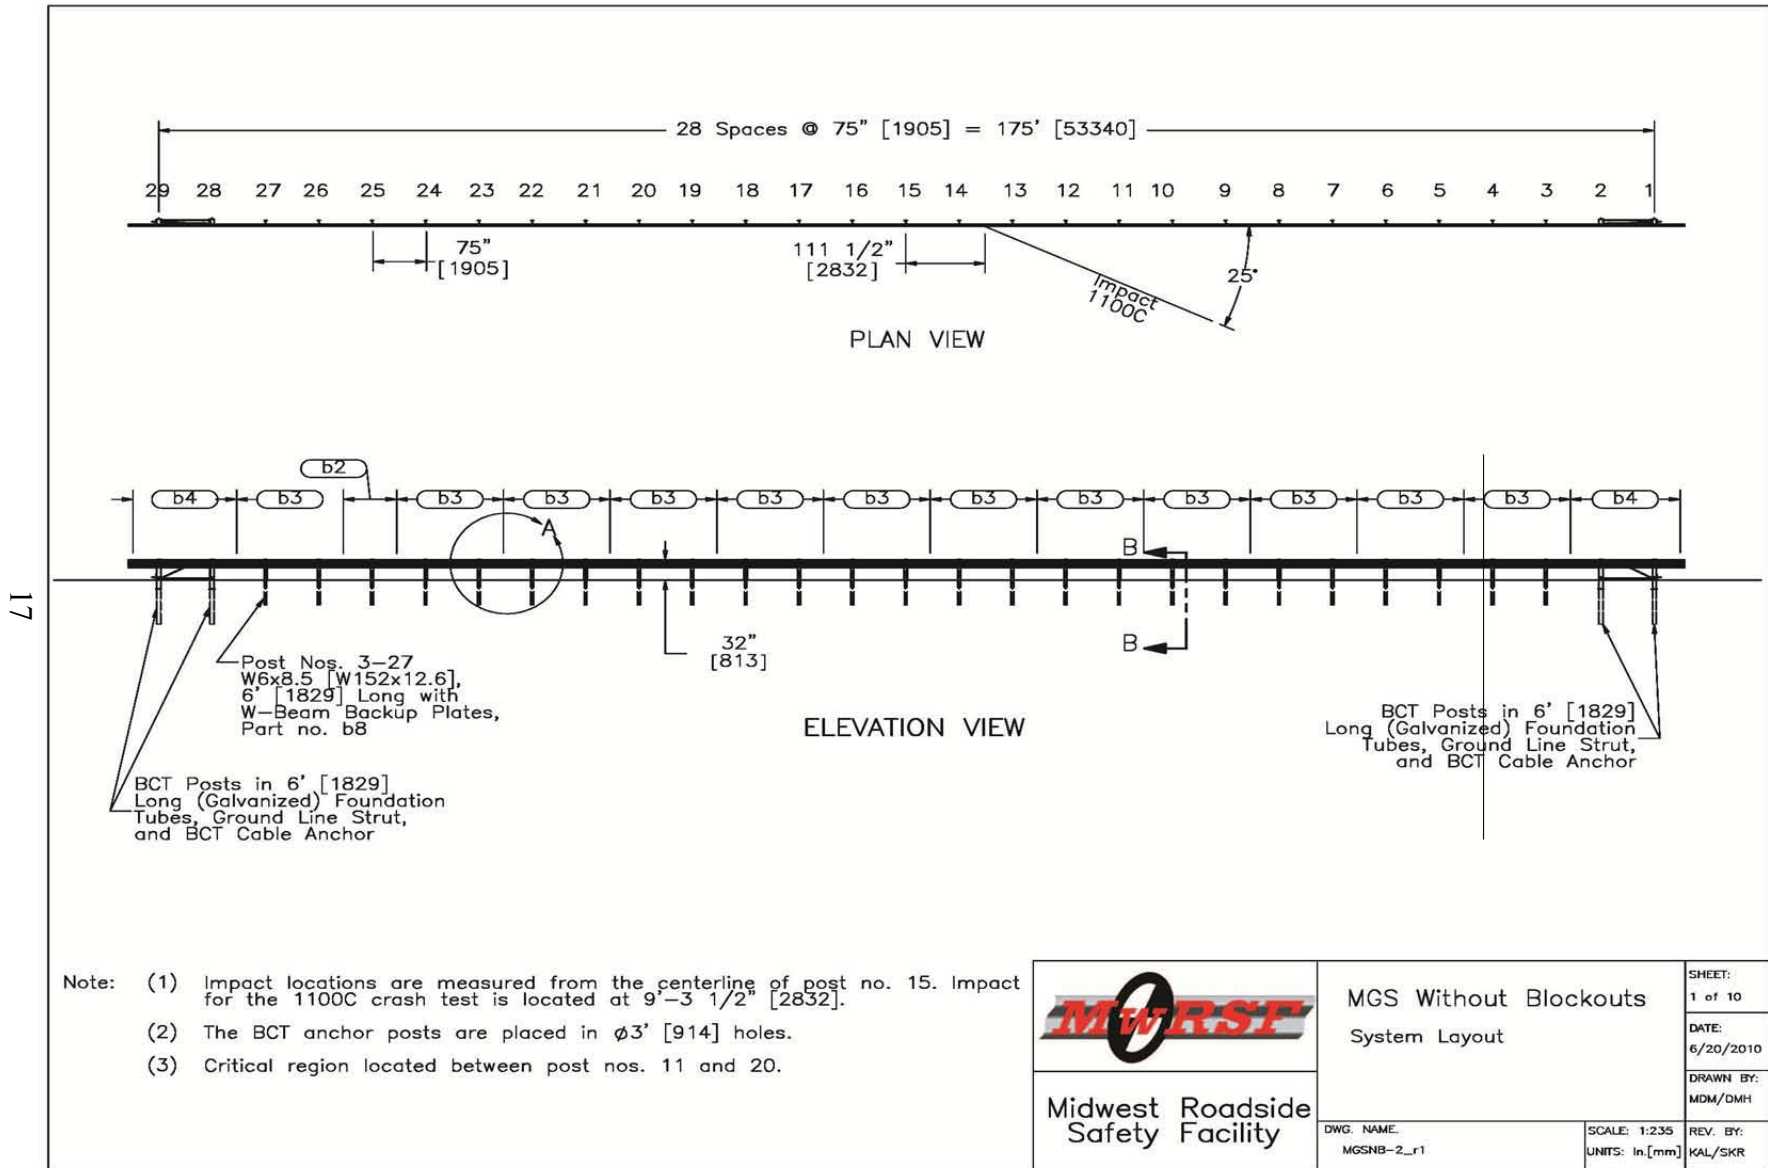 28 Spaces @ 75" [1905] = 175' [53340]
29 28 27 26 25 24 23 22 21 20 19 18 17 16 15 14 13 12 11 10 9 8 7 6 5 4 3 2 1
75"
[1905]
111 1/2"
[2832]
Impact
1100C
25°
PLAN VIEW
b2
b4 b3 b3 b3 b3 b3 b3 b3 b3 b3 b3 b3 b3 b4
A
B
B
32"
[813]
17
Post Nos. 3-27
W6x8.5 [W152x12.6],
6' [1829] Long with
W-Beam Backup Plates,
Part no. b8
ELEVATION VIEW
BCT Posts in 6' [1829]
Long (Galvanized) Foundation
Tubes, Ground Line Strut,
and BCT Cable Anchor
BCT Posts in 6' [1829]
Long (Galvanized) Foundation
Tubes, Ground Line Strut,
and BCT Cable Anchor
Note: (1) Impact locations are measured from the centerline of post no. 15. Impact
for the 1100C crash test is located at 9'-3 1/2" [2832].
(2) The BCT anchor posts are placed in ø3' [914] holes.
(3) Critical region located between post nos. 11 and 20.
MwRSF
Midwest Roadside
Safety Facility
MGS Without Blockouts
System Layout
DWG. NAME.
MGSNB-2_r1
SCALE: 1:235
UNITS: In.[mm]
SHEET:
1 of 10
DATE:
6/20/2010
DRAWN BY:
MDM/DMH
REV. BY:
KAL/SKR